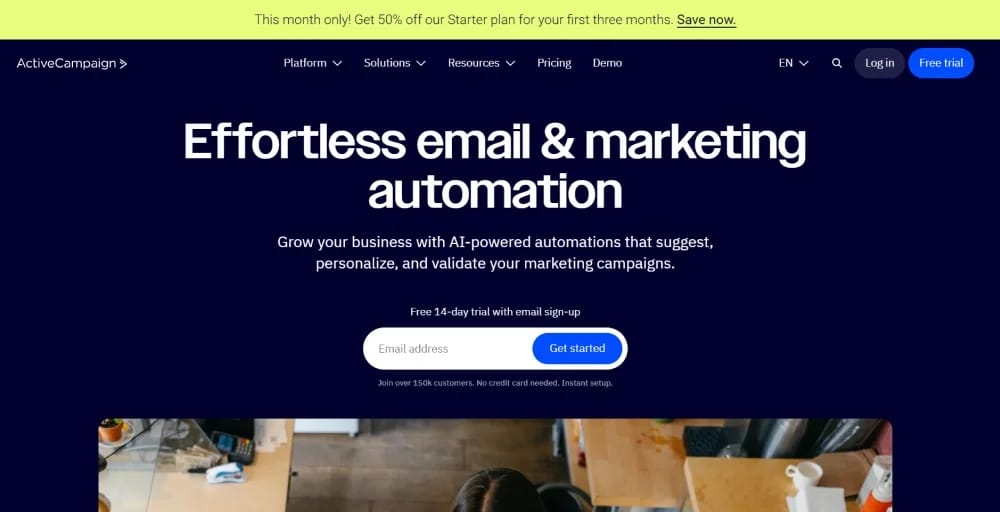 This month only! Get 50% off our Starter plan for your first three months. Save now.
ActiveCampaign Platform Solutions Resources Pricing Demo EN Log in Free trial
Effortless email & marketing
automation
Grow your business with AI-powered automations that suggest,
personalize, and validate your marketing campaigns.
Free 14-day trial with email sign-up
Email address Get started
Join over 150k customers. No credit card needed. Instant setup.